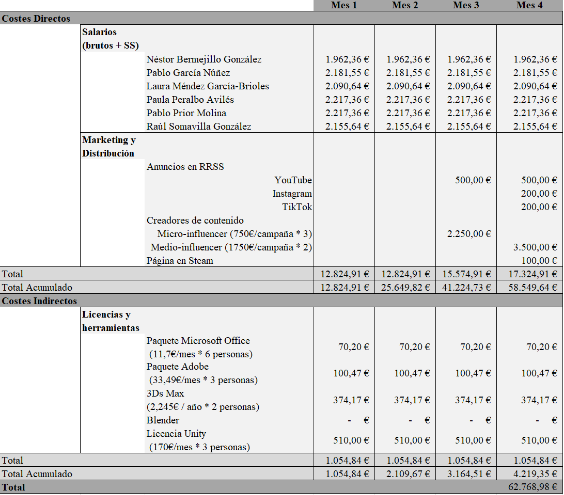 Mes 1 Mes 2 Mes 3 Mes 4
Costes Directos
Salarios
(brutos + SS)
Néstor Bermejillo González 1.962,36 € 1.962,36 € 1.962,36 € 1.962,36 €
Pablo García Núñez 2.181,55 € 2.181,55 € 2.181,55 € 2.181,55 €
Laura Méndez García-Brioles 2.090,64 € 2.090,64 € 2.090,64 € 2.090,64 €
Paula Peralbo Avilés 2.217,36 € 2.217,36 € 2.217,36 € 2.217,36 €
Pablo Prior Molina 2.217,36 € 2.217,36 € 2.217,36 € 2.217,36 €
Raúl Somavilla González 2.155,64 € 2.155,64 € 2.155,64 € 2.155,64 €
Marketing y
Distribución
Anuncios en RRSS
YouTube 500,00 € 500,00 €
Instagram 200,00 €
TikTok 200,00 €
Creadores de contenido
Micro-influencer (750€/campaña * 3) 2.250,00 €
Medio-influencer (1750€/campaña * 2) 3.500,00 €
Página en Steam 100,00 €
Total 12.824,91 € 12.824,91 € 15.574,91 € 17.324,91 €
Total Acumulado 12.824,91 € 25.649,82 € 41.224,73 € 58.549,64 €
Costes Indirectos
Licencias y
herramientas
Paquete Microsoft Office
(11,7€/mes * 6 personas) 70,20 € 70,20 € 70,20 € 70,20 €
Paquete Adobe
(33,49€/mes * 3 personas) 100,47 € 100,47 € 100,47 € 100,47 €
3Ds Max
(2,245€ / año * 2 personas) 374,17 € 374,17 € 374,17 € 374,17 €
Blender - € - € - € - €
Licencia Unity
(170€/mes * 3 personas) 510,00 € 510,00 € 510,00 € 510,00 €
Total 1.054,84 € 1.054,84 € 1.054,84 € 1.054,84 €
Total Acumulado 1.054,84 € 2.109,67 € 3.164,51 € 4.219,35 €
Total 62.768,98 €